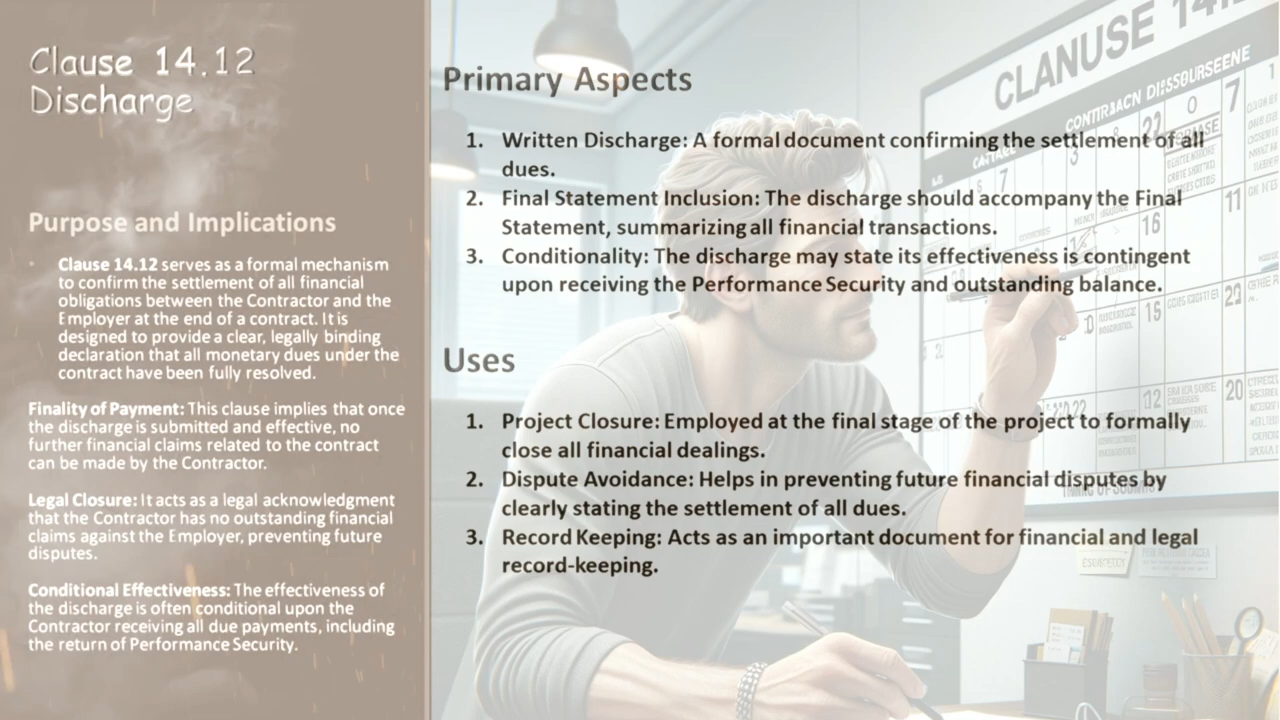 Clause 14.12
Discharge
Purpose and Implications
• Clause 14.12 serves as a formal mechanism
to confirm the settlement of all financial
obligations between the Contractor and the
Employer at the end of a contract. It is
designed to provide a clear, legally binding
declaration that all monetary dues under the
contract have been fully resolved.
Finality of Payment: This clause implies that once
the discharge is submitted and effective, no
further financial claims related to the contract
can be made by the Contractor.
Legal Closure: It acts as a legal acknowledgment
that the Contractor has no outstanding financial
claims against the Employer, preventing future
disputes.
Conditional Effectiveness: The effectiveness of
the discharge is often conditional upon the
Contractor receiving all due payments, including
the return of Performance Security.
Primary Aspects
1. Written Discharge: A formal document confirming the settlement of all
dues.
2. Final Statement Inclusion: The discharge should accompany the Final
Statement, summarizing all financial transactions.
3. Conditionality: The discharge may state its effectiveness is contingent
upon receiving the Performance Security and outstanding balance.
Uses
1. Project Closure: Employed at the final stage of the project to formally
close all financial dealings.
2. Dispute Avoidance: Helps in preventing future financial disputes by
clearly stating the settlement of all dues.
3. Record Keeping: Acts as an important document for financial and legal
record-keeping.
CLANUSE
7
11
16
15
12
20